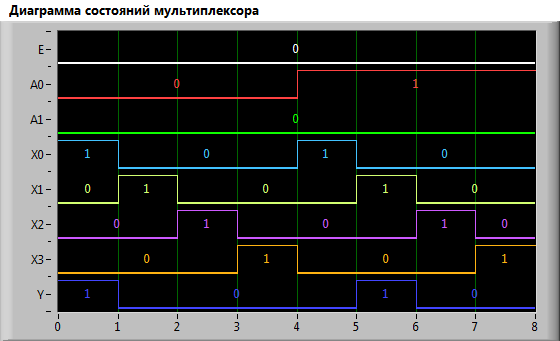 Диаграмма состояний мультиплексора
E 0
A0 0 1
A1 0
X0 1 0 1 0
X1 0 1 0 1 0
X2 0 1 0 1 0
X3 0 1 0 1
Y 1 0 1 0
0 1 2 3 4 5 6 7 8